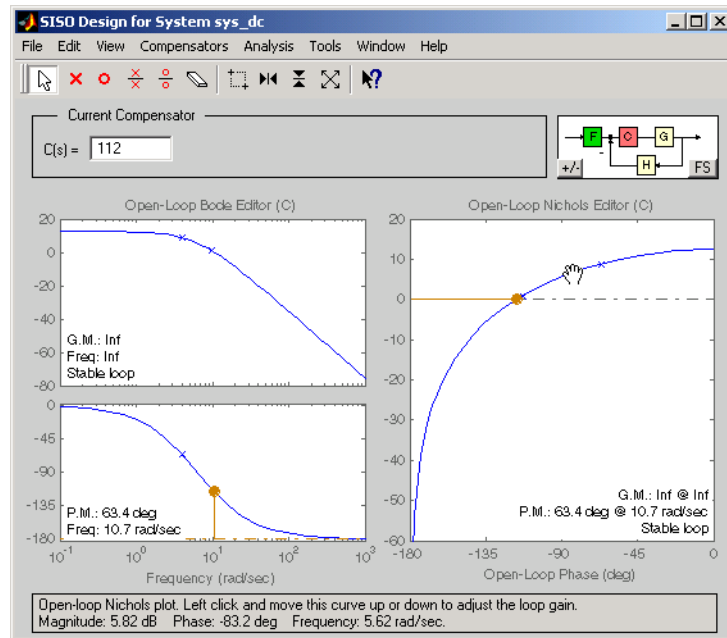 SISO Design for System sys_dc
File Edit View Compensators Analysis Tools Window Help
Current Compensator
C(s) = 112
F C G
H
+/- FS
Open-Loop Bode Editor (C)
20
0
-20
-40
-60
-80
G.M.: Inf
Freq: Inf
Stable loop
0
-45
-90
-135
-180
P.M.: 63.4 deg
Freq: 10.7 rad/sec
10^-1 10^0 10^1 10^2 10^3
Frequency (rad/sec)
Open-Loop Nichols Editor (C)
20
10
0
-10
-20
-30
-40
-50
-60
G.M.: Inf @ Inf
P.M.: 63.4 deg @ 10.7 rad/sec
Stable loop
-180 -135 -90 -45 0
Open-Loop Phase (deg)
Open-loop Nichols plot. Left click and move this curve up or down to adjust the loop gain.
Magnitude: 5.82 dB Phase: -83.2 deg Frequency: 5.62 rad/sec.